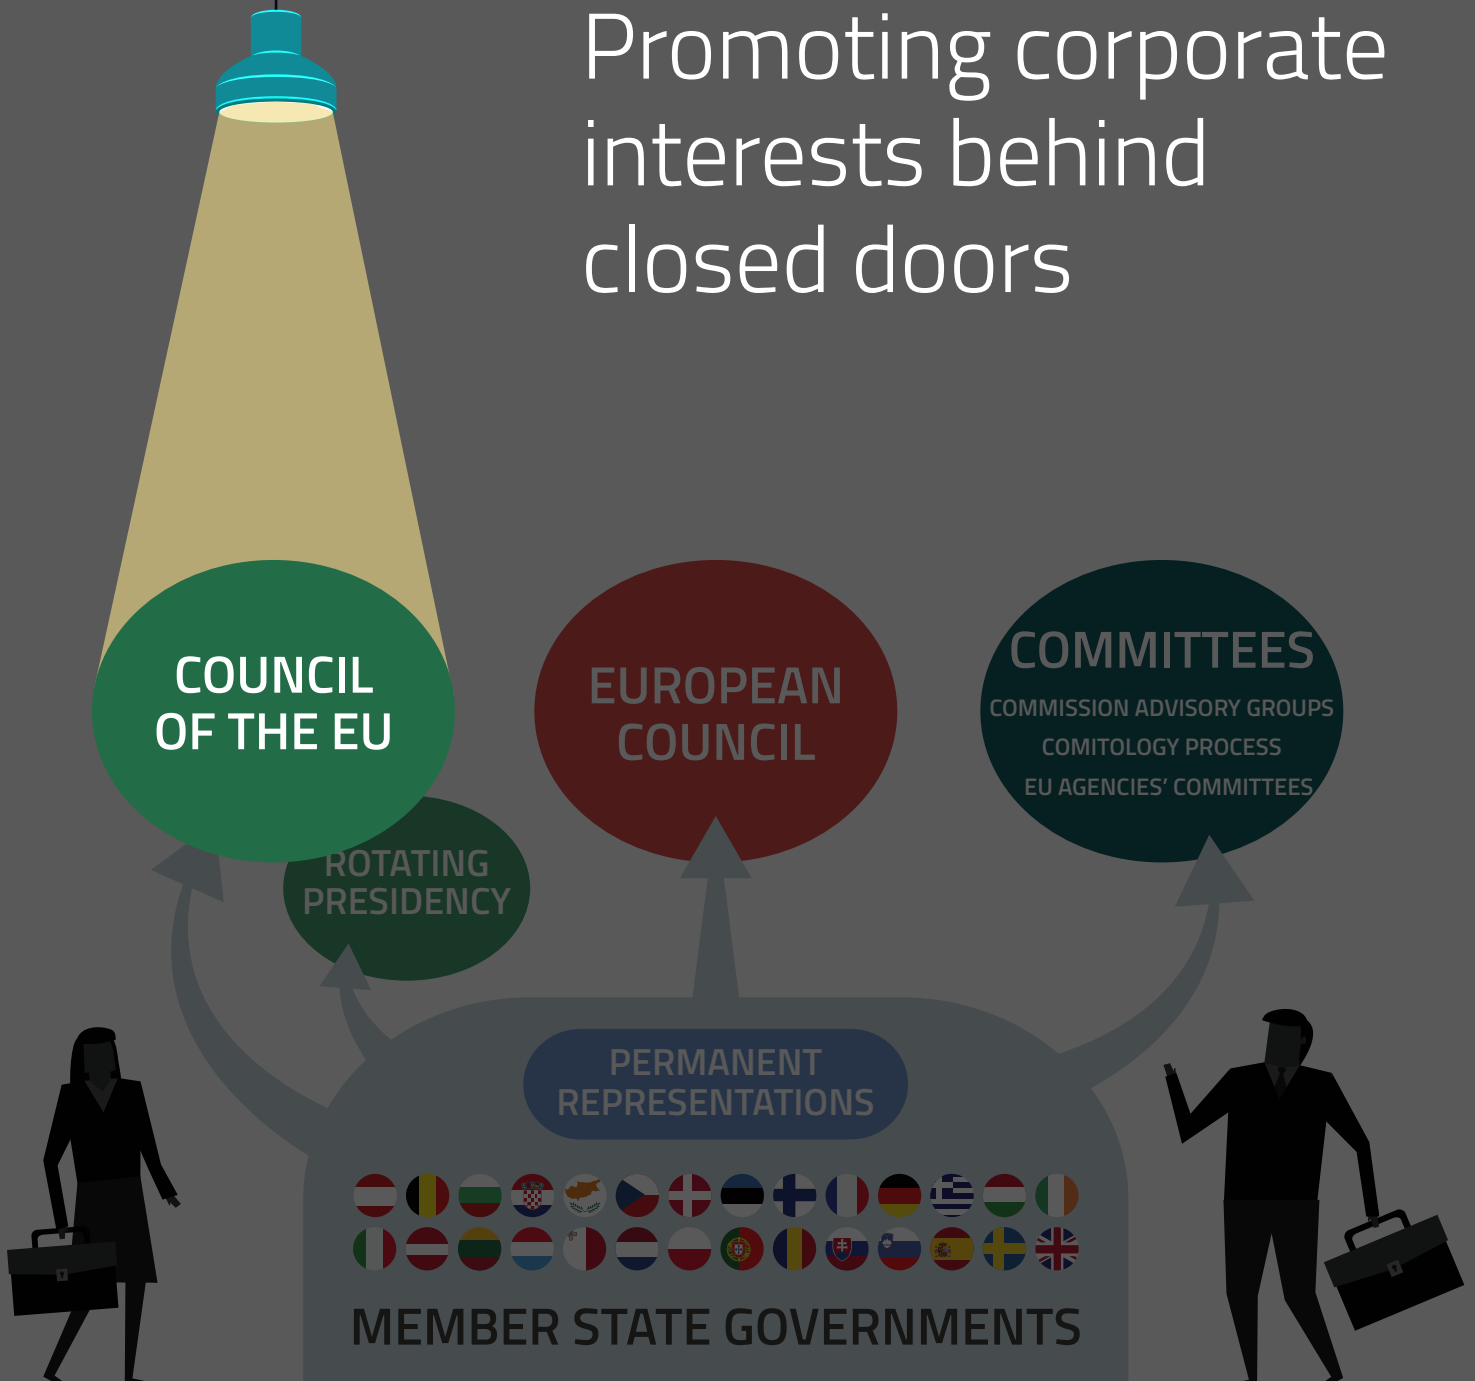 Promoting corporate
interests behind
closed doors
COUNCIL
OF THE EU
ROTATING
PRESIDENCY
EUROPEAN
COUNCIL
COMMITTEES
COMMISSION ADVISORY GROUPS
COMITOLOGY PROCESS
EU AGENCIES’ COMMITTEES
PERMANENT
REPRESENTATIONS
MEMBER STATE GOVERNMENTS